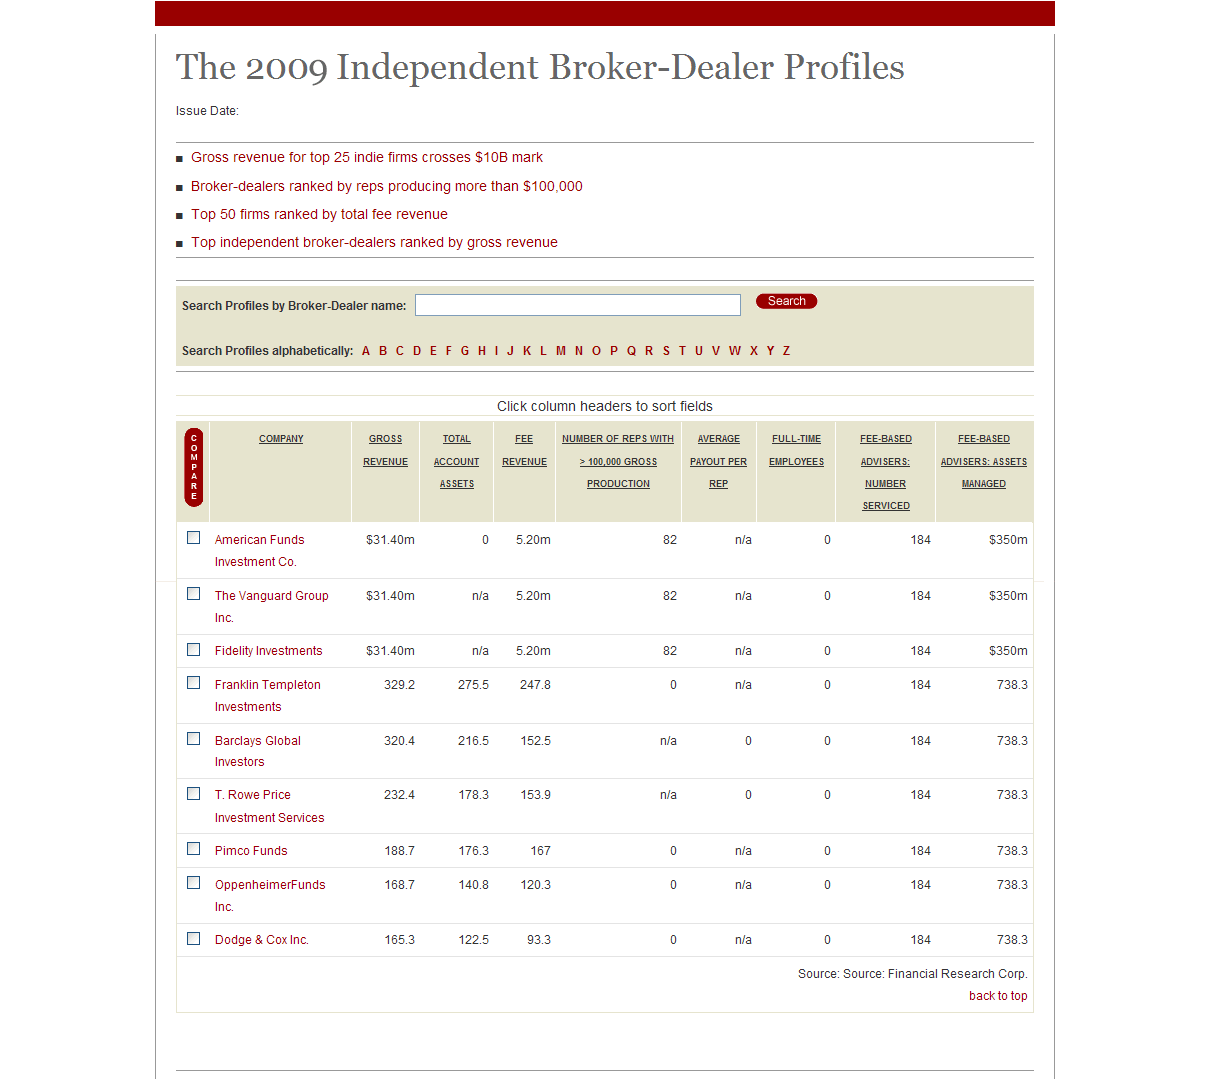 The 2009 Independent Broker-Dealer Profiles
Issue Date:
Gross revenue for top 25 indie firms crosses $10B mark
Broker-dealers ranked by reps producing more than $100,000
Top 50 firms ranked by total fee revenue
Top independent broker-dealers ranked by gross revenue
Search Profiles by Broker-Dealer name: Search
Search Profiles alphabetically: A B C D E F G H I J K L M N O P Q R S T U V W X Y Z
Click column headers to sort fields
COMPARE COMPANY GROSS TOTAL FEE NUMBER OF REPS WITH AVERAGE FULL-TIME FEE-BASED FEE-BASED
REVENUE ACCOUNT REVENUE > 100,000 GROSS PAYOUT PER EMPLOYEES ADVISERS: ADVISERS: ASSETS
ASSETS PRODUCTION REP NUMBER MANAGED
SERVICED
American Funds $31.40m 0 5.20m 82 n/a 0 184 $350m
Investment Co.
The Vanguard Group $31.40m n/a 5.20m 82 n/a 0 184 $350m
Inc.
Fidelity Investments $31.40m n/a 5.20m 82 n/a 0 184 $350m
Franklin Templeton 329.2 275.5 247.8 0 n/a 0 184 738.3
Investments
Barclays Global 320.4 216.5 152.5 n/a 0 0 184 738.3
Investors
T. Rowe Price 232.4 178.3 153.9 n/a 0 0 184 738.3
Investment Services
Pimco Funds 188.7 176.3 167 0 n/a 0 184 738.3
OppenheimerFunds 168.7 140.8 120.3 0 n/a 0 184 738.3
Inc.
Dodge & Cox Inc. 165.3 122.5 93.3 0 n/a 0 184 738.3
Source: Source: Financial Research Corp.
back to top